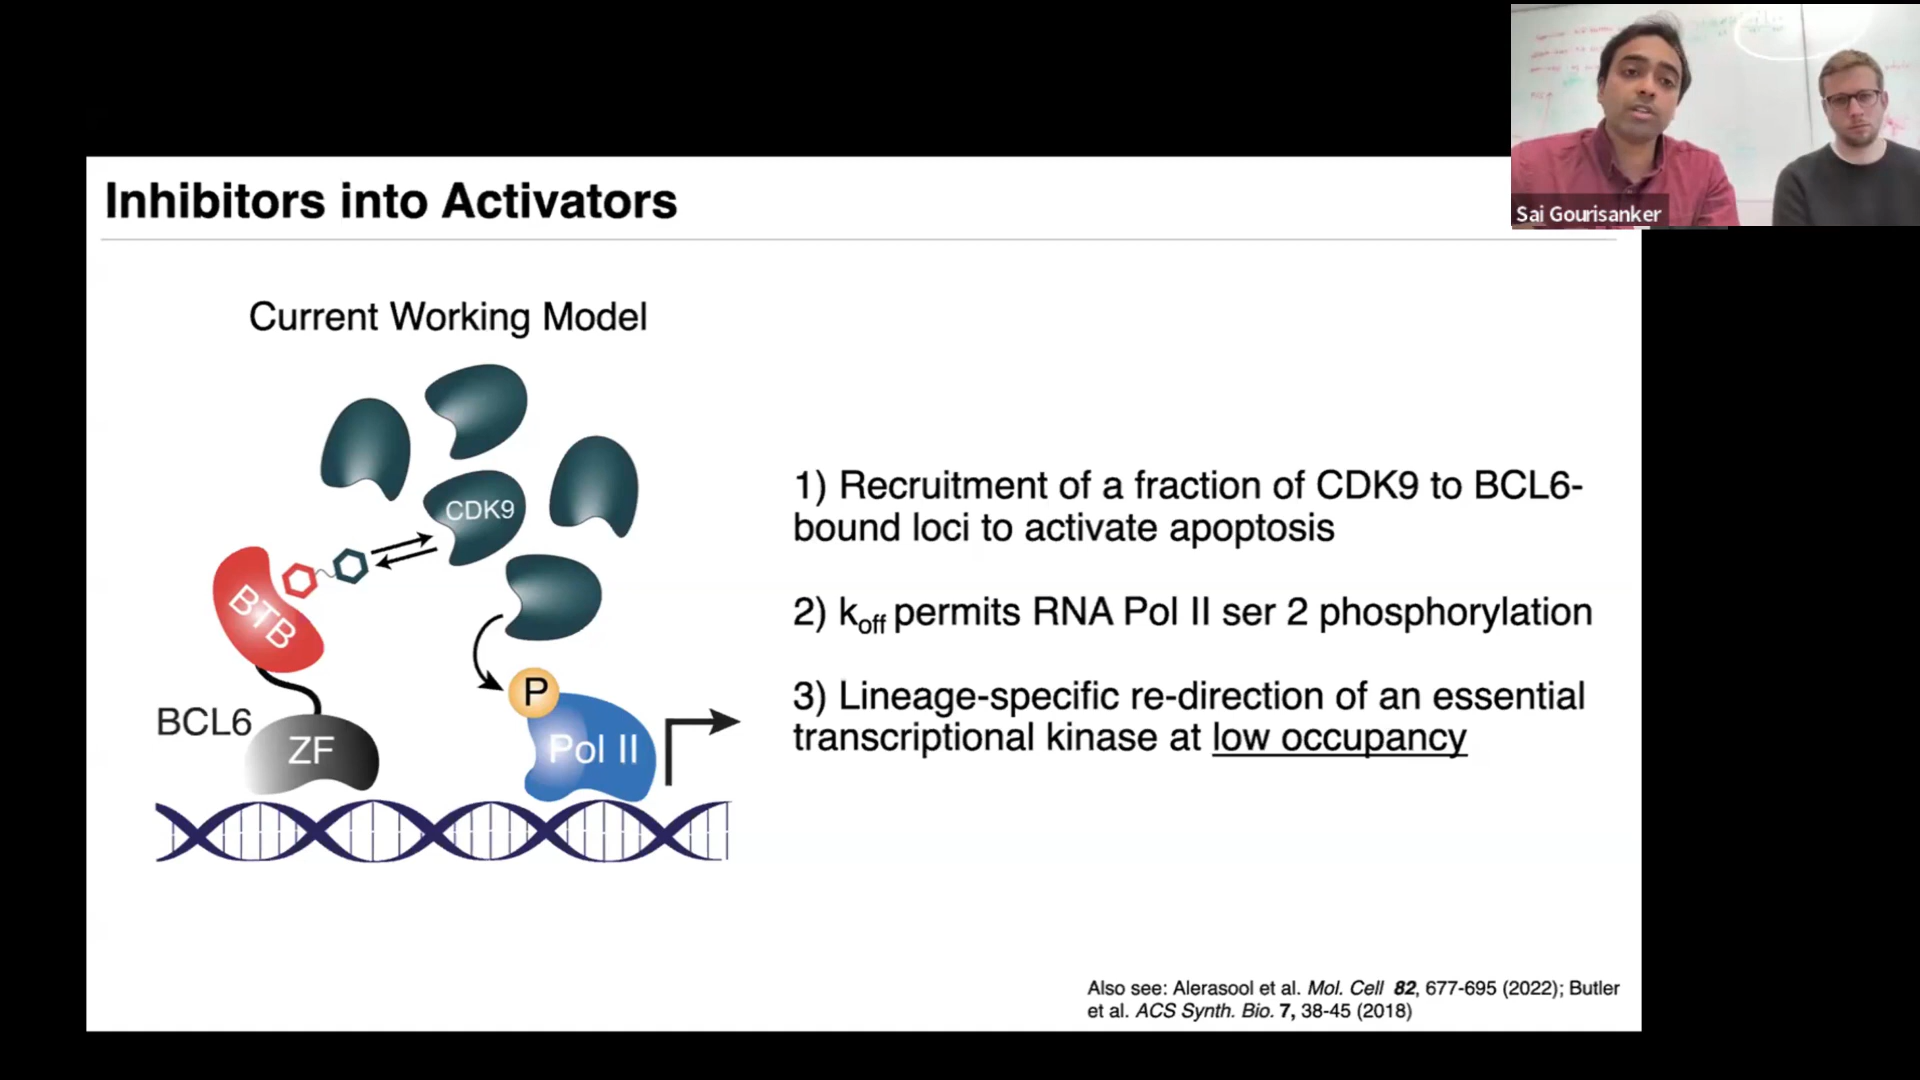 Sai Gourisanker
Inhibitors into Activators
Current Working Model
CDK9
BTB
BCL6
ZF
P
Pol II
1) Recruitment of a fraction of CDK9 to BCL6-
bound loci to activate apoptosis
2) koff permits RNA Pol II ser 2 phosphorylation
3) Lineage-specific re-direction of an essential
transcriptional kinase at low occupancy
Also see: Alerasool et al. Mol. Cell 82, 677-695 (2022); Butler
et al. ACS Synth. Bio. 7, 38-45 (2018)